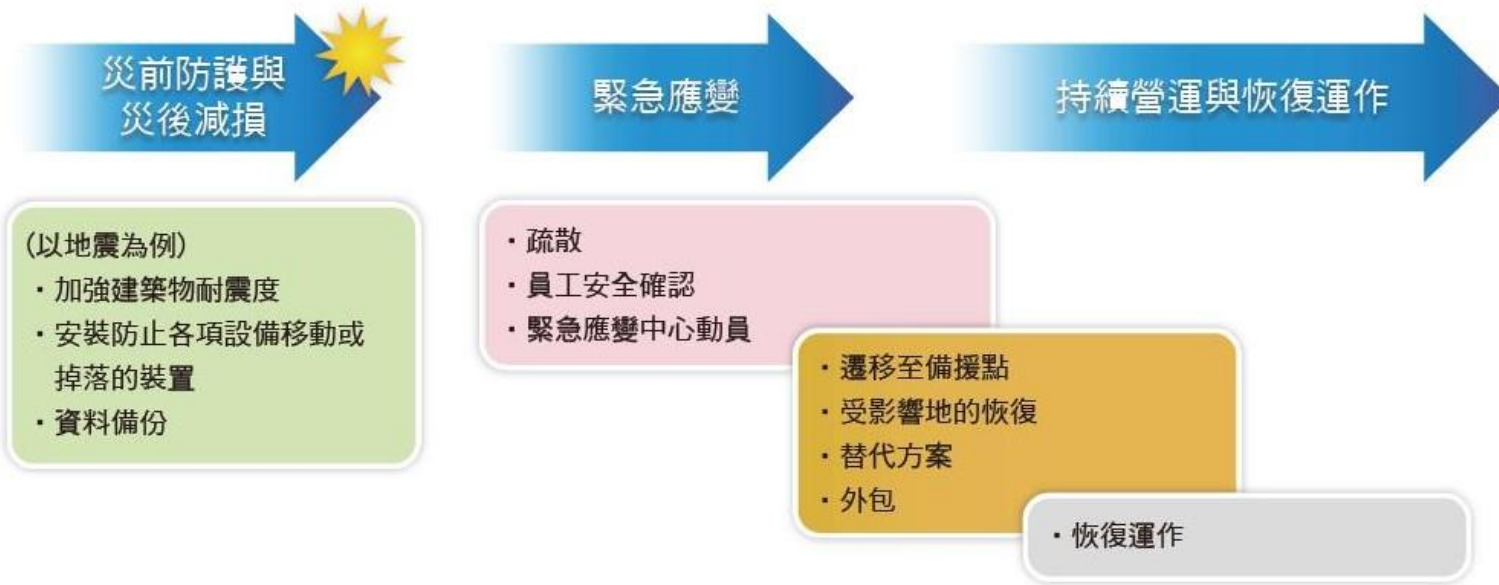 災前防護與
災後減損
緊急應變
持續營運與恢復運作
(以地震為例)
・加強建築物耐震度
・安裝防止各項設備移動或
掉落的裝置
・資料備份
・疏散
・員工安全確認
・緊急應變中心動員
・遷移至備援點
・受影響地的恢復
・替代方案
・外包
・恢復運作